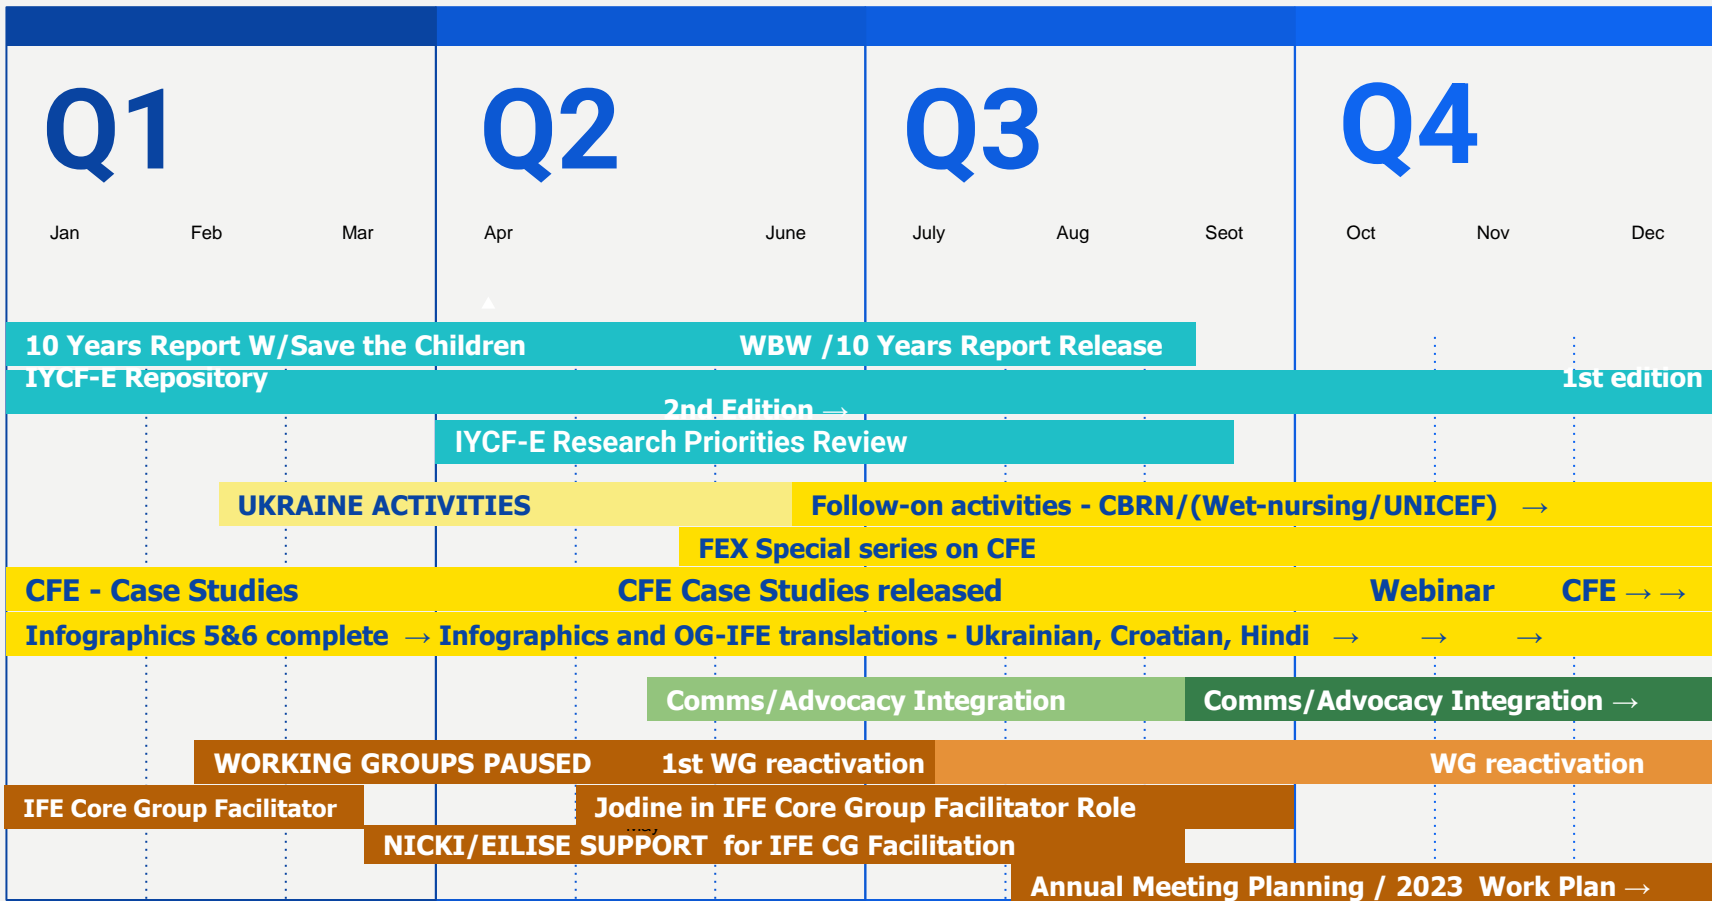 Q1 Q2 Q3 Q4
Jan Feb Mar Apr June July Aug Seot Oct Nov Dec
10 Years Report W/Save the Children WBW /10 Years Report Release
IYCF-E Repository 1st edition
2nd Edition →
IYCF-E Research Priorities Review
UKRAINE ACTIVITIES Follow-on activities - CBRN/(Wet-nursing/UNICEF) →
FEX Special series on CFE
CFE - Case Studies CFE Case Studies released Webinar CFE → →
Infographics 5&6 complete → Infographics and OG-IFE translations - Ukrainian, Croatian, Hindi → → →
Comms/Advocacy Integration Comms/Advocacy Integration →
WORKING GROUPS PAUSED 1st WG reactivation WG reactivation
IFE Core Group Facilitator Jodine in IFE Core Group Facilitator Role
May
NICKI/EILISE SUPPORT for IFE CG Facilitation
Annual Meeting Planning / 2023 Work Plan →